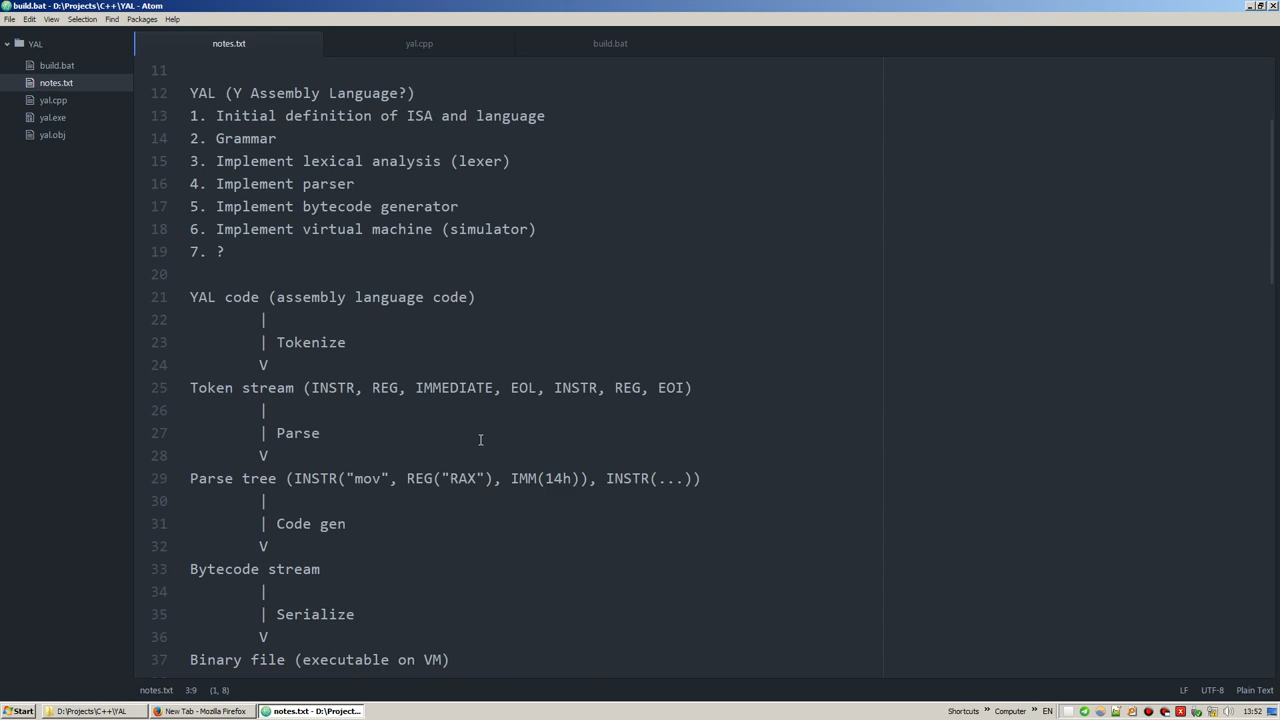 build.bat - D:\Projects\C++\YAL - Atom
File Edit View Selection Find Packages Help
YAL
build.bat
notes.txt
yal.cpp
yal.exe
yal.obj
notes.txt yal.cpp build.bat
11
12 YAL (Y Assembly Language?)
13 1. Initial definition of ISA and language
14 2. Grammar
15 3. Implement lexical analysis (lexer)
16 4. Implement parser
17 5. Implement bytecode generator
18 6. Implement virtual machine (simulator)
19 7. ?
20
21 YAL code (assembly language code)
22 |
23 | Tokenize
24 V
25 Token stream (INSTR, REG, IMMEDIATE, EOL, INSTR, REG, EOI)
26 |
27 | Parse
28 V
29 Parse tree (INSTR("mov", REG("RAX"), IMM(14h)), INSTR(...))
30 |
31 | Code gen
32 V
33 Bytecode stream
34 |
35 | Serialize
36 V
37 Binary file (executable on VM)
notes.txt 3:9 (1, 8) LF UTF-8 Plain Text
Start D:\Projects\C++\YAL New Tab - Mozilla Firefox notes.txt - D:\Project... Shortcuts » Computer » EN 13:52